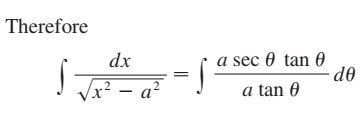 Therefore
∫ dx / √(x² − a²) = ∫ (a sec θ tan θ) / (a tan θ) dθ